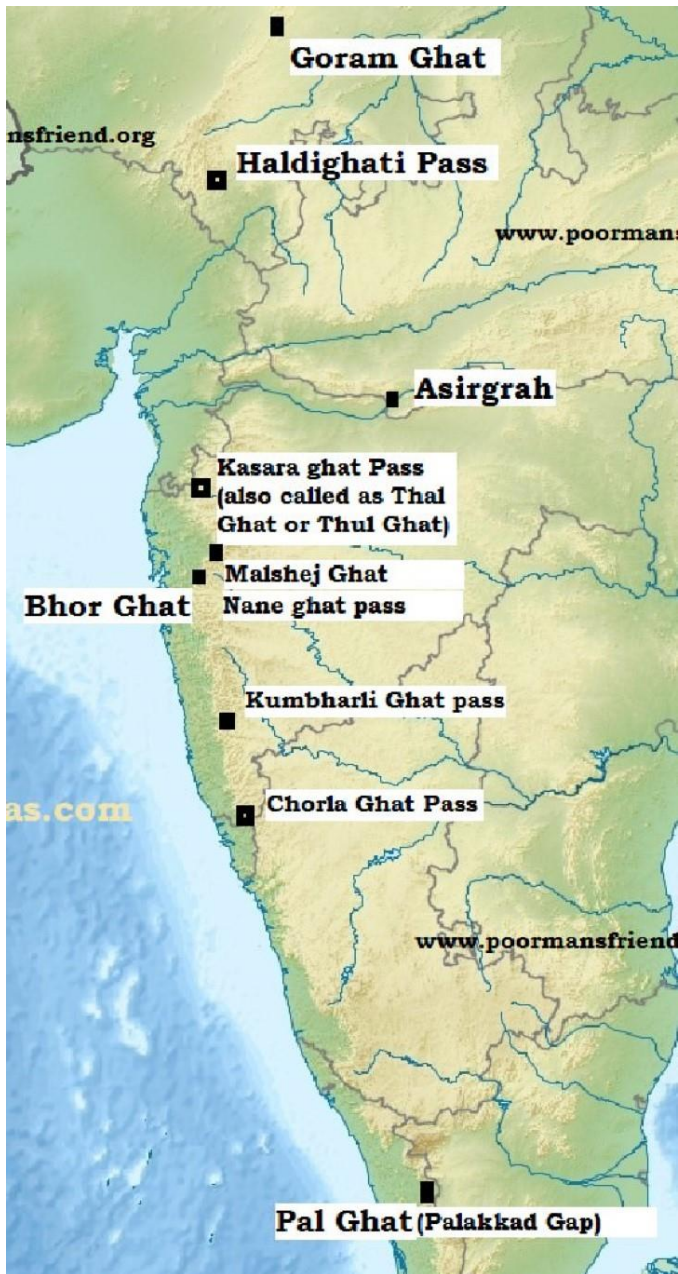 Goram Ghat
nsfriend.org
Haldighati Pass
www.poormans
Asirgrah
Kasara ghat Pass
(also called as Thal
Ghat or Thul Ghat)
Malshej Ghat
Bhor Ghat
Nane ghat pass
Kumbharli Ghat pass
as.com
Chorla Ghat Pass
www.poormansfriend
Pal Ghat (Palakkad Gap)